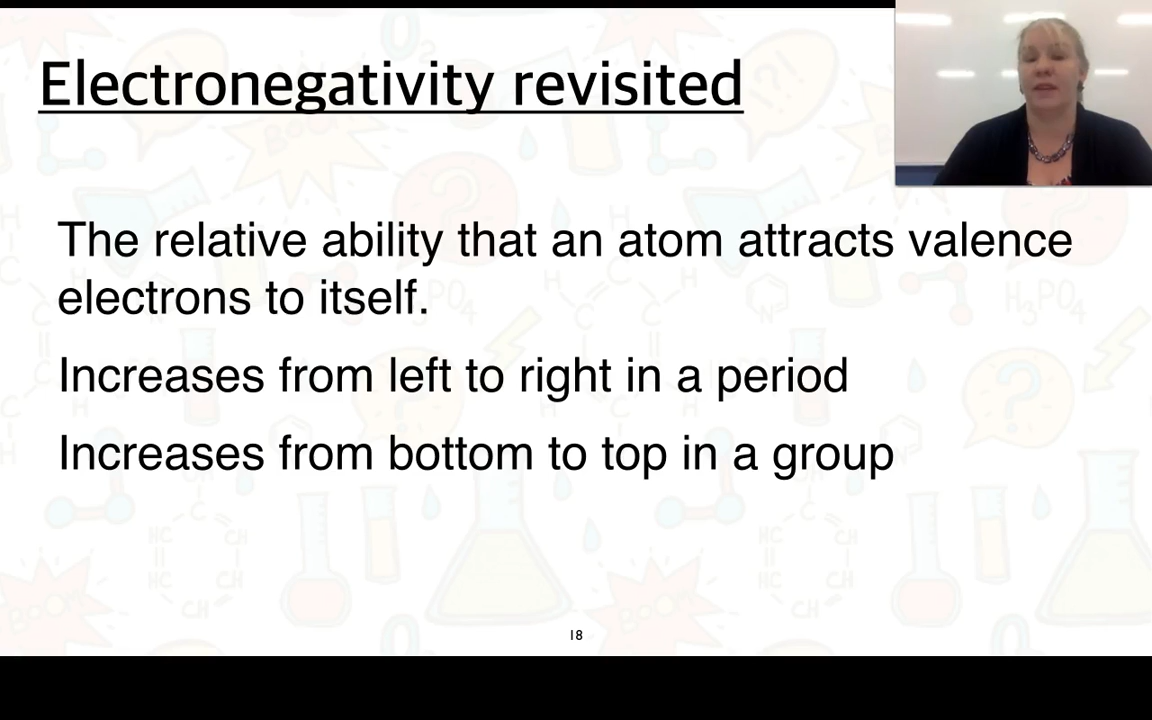 Electronegativity revisited
The relative ability that an atom attracts valence
electrons to itself.
Increases from left to right in a period
Increases from bottom to top in a group
18